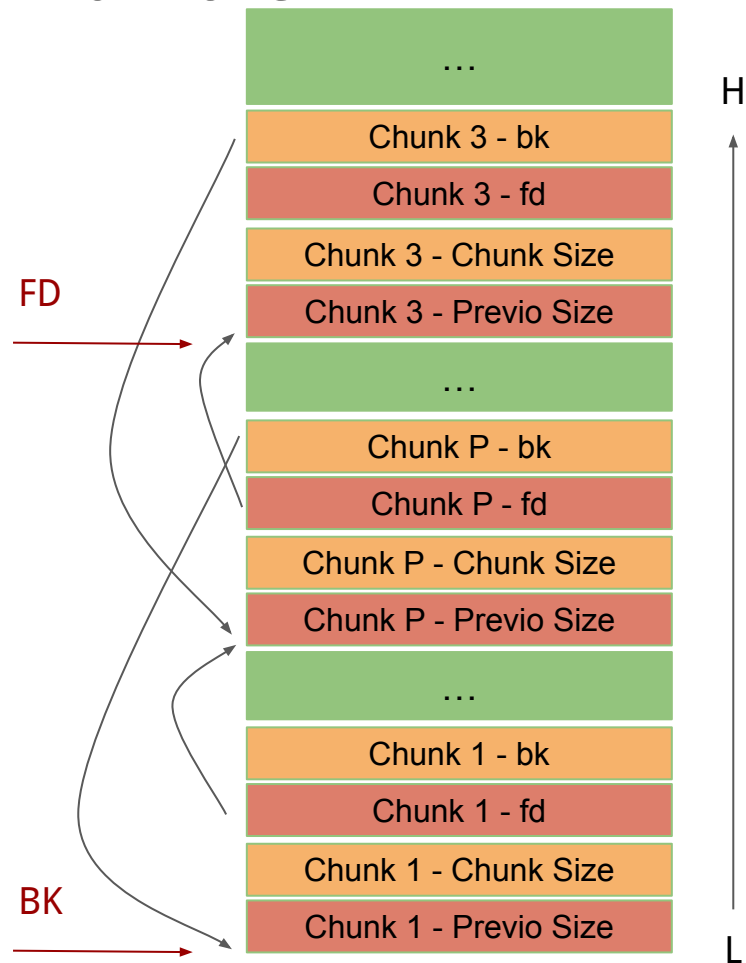 ...
H
Chunk 3 - bk
Chunk 3 - fd
Chunk 3 - Chunk Size
FD
Chunk 3 - Previo Size
...
Chunk P - bk
Chunk P - fd
Chunk P - Chunk Size
Chunk P - Previo Size
...
Chunk 1 - bk
Chunk 1 - fd
Chunk 1 - Chunk Size
BK
Chunk 1 - Previo Size
L